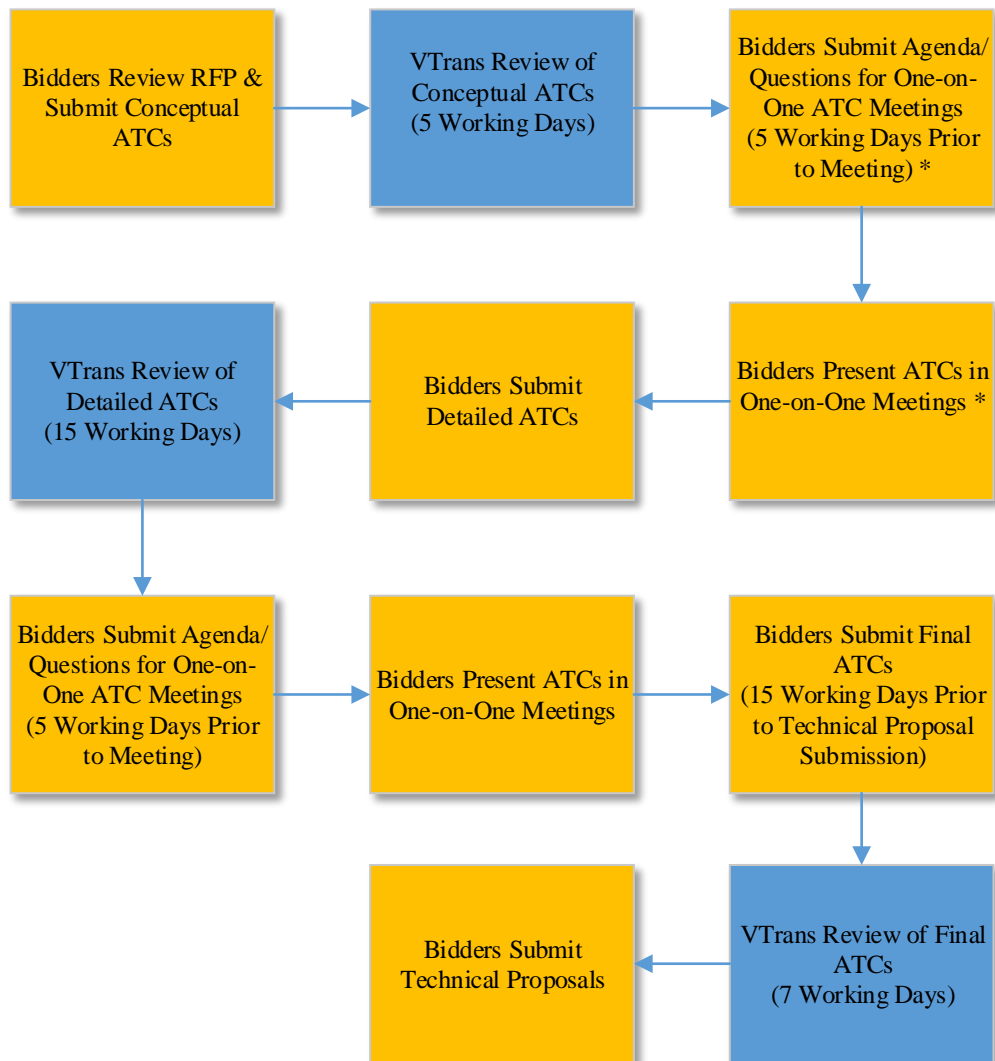 Bidders Review RFP &
Submit Conceptual
ATCs
VTrans Review of
Conceptual ATCs
(5 Working Days)
Bidders Submit Agenda/
Questions for One-on-
One ATC Meetings
(5 Working Days Prior
to Meeting) *
Bidders Present ATCs in
One-on-One Meetings *
Bidders Submit
Detailed ATCs
VTrans Review of
Detailed ATCs
(15 Working Days)
Bidders Submit Agenda/
Questions for One-on-
One ATC Meetings
(5 Working Days Prior
to Meeting)
Bidders Present ATCs in
One-on-One Meetings
Bidders Submit Final
ATCs
(15 Working Days Prior
to Technical Proposal
Submission)
VTrans Review of Final
ATCs
(7 Working Days)
Bidders Submit
Technical Proposals